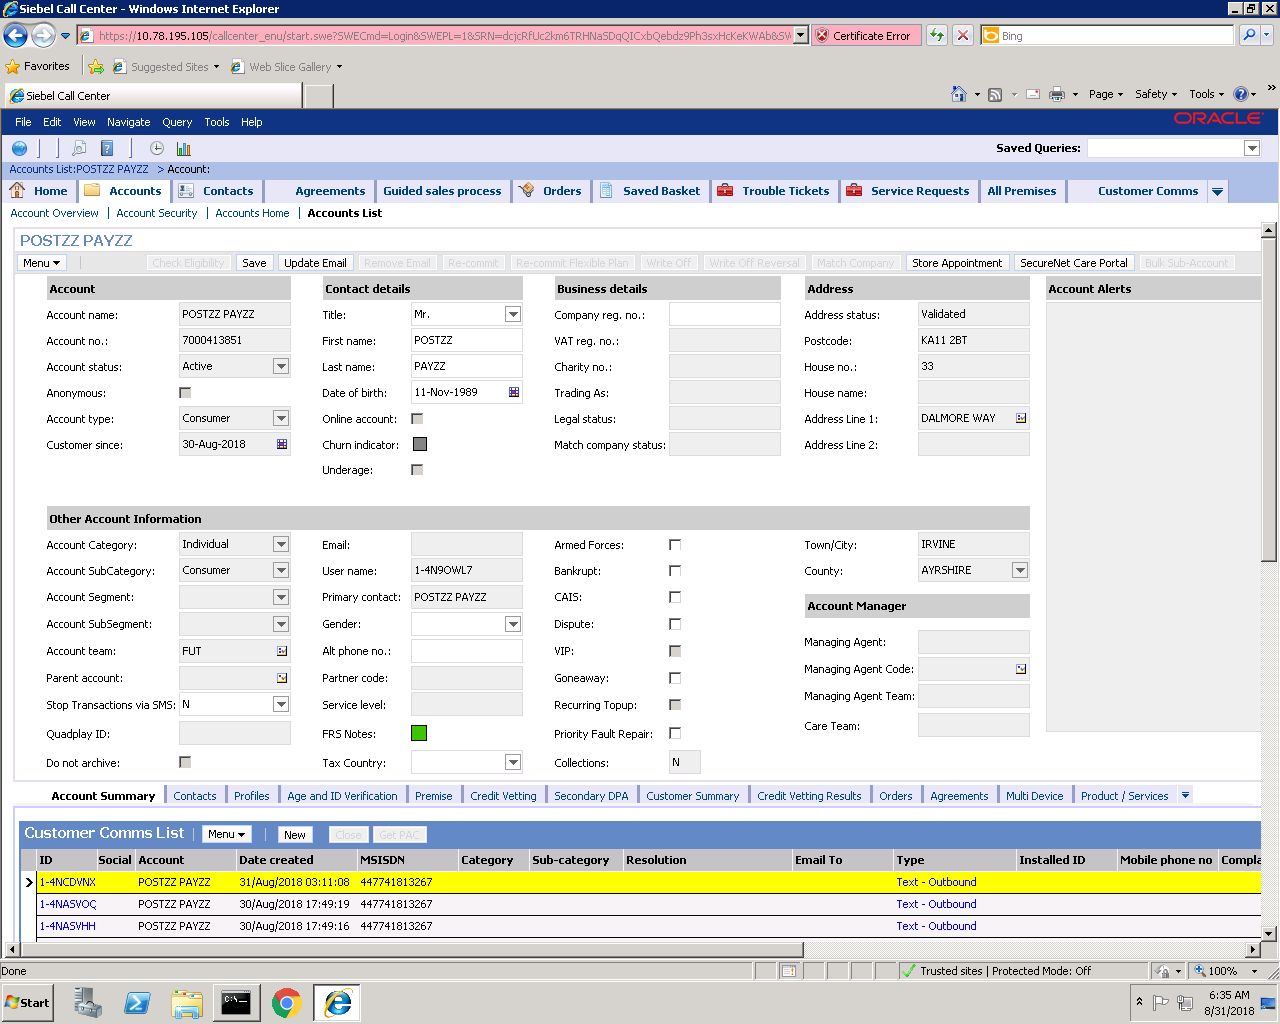 Siebel Call Center - Windows Internet Explorer
https://10.78.195.105/callcenter_enu/start.swe?SWECmd=Login&SWEPL=1&SRN=dcjcRfUc2km6TRHNaSDqQICxbQebdz9Ph3sxHcKeKWAb&SW
Certificate Error
Bing
Favorites Suggested Sites Web Slice Gallery
Siebel Call Center
Page Safety Tools »
File Edit View Navigate Query Tools Help
ORACLE
Saved Queries:
Accounts List:POSTZZ PAYZZ > Account:
Home Accounts Contacts Agreements Guided sales process Orders Saved Basket Trouble Tickets Service Requests All Premises Customer Comms
Account Overview | Account Security | Accounts Home | Accounts List
POSTZZ PAYZZ
Menu Check Eligibility Save Update Email Remove Email Re-commit Re-commit Flexible Plan Write Off Write Off Reversal Match Company Store Appointment SecureNet Care Portal Bulk Sub-Account
Account Contact details Business details Address Account Alerts
Account name: POSTZZ PAYZZ Title: Mr. Company reg. no.: Address status: Validated
Account no.: 7000413851 First name: POSTZZ VAT reg. no.: Postcode: KA11 2BT
Account status: Active Last name: PAYZZ Charity no.: House no.: 33
Anonymous: Date of birth: 11-Nov-1989 Trading As: House name:
Account type: Consumer Online account: Legal status: Address Line 1: DALMORE WAY
Customer since: 30-Aug-2018 Churn indicator: Match company status: Address Line 2:
Underage:
Other Account Information
Account Category: Individual Email: Armed Forces: Town/City: IRVINE
Account SubCategory: Consumer User name: 1-4N9OWL7 Bankrupt: County: AYRSHIRE
Account Segment: Primary contact: POSTZZ PAYZZ CAIS: Account Manager
Account SubSegment: Gender: Dispute:
Account team: FUT Alt phone no.: VIP: Managing Agent:
Parent account: Partner code: Goneaway: Managing Agent Code:
Stop Transactions via SMS: N Service level: Recurring Topup: Managing Agent Team:
Quadplay ID: FRS Notes: Priority Fault Repair: Care Team:
Do not archive: Tax Country: Collections: N
Account Summary Contacts Profiles Age and ID Verification Premise Credit Vetting Secondary DPA Customer Summary Credit Vetting Results Orders Agreements Multi Device Product / Services
Customer Comms List Menu New Close Get PAC
ID Social Account Date created MSISDN Category Sub-category Resolution Email To Type Installed ID Mobile phone no Compla
1-4NCDVNX POSTZZ PAYZZ 31/Aug/2018 03:11:08 447741813267 Text - Outbound
1-4NASVOQ POSTZZ PAYZZ 30/Aug/2018 17:49:19 447741813267 Text - Outbound
1-4NASVHH POSTZZ PAYZZ 30/Aug/2018 17:49:16 447741813267 Text - Outbound
Done Trusted sites | Protected Mode: Off 100%
Start 6:35 AM
8/31/2018